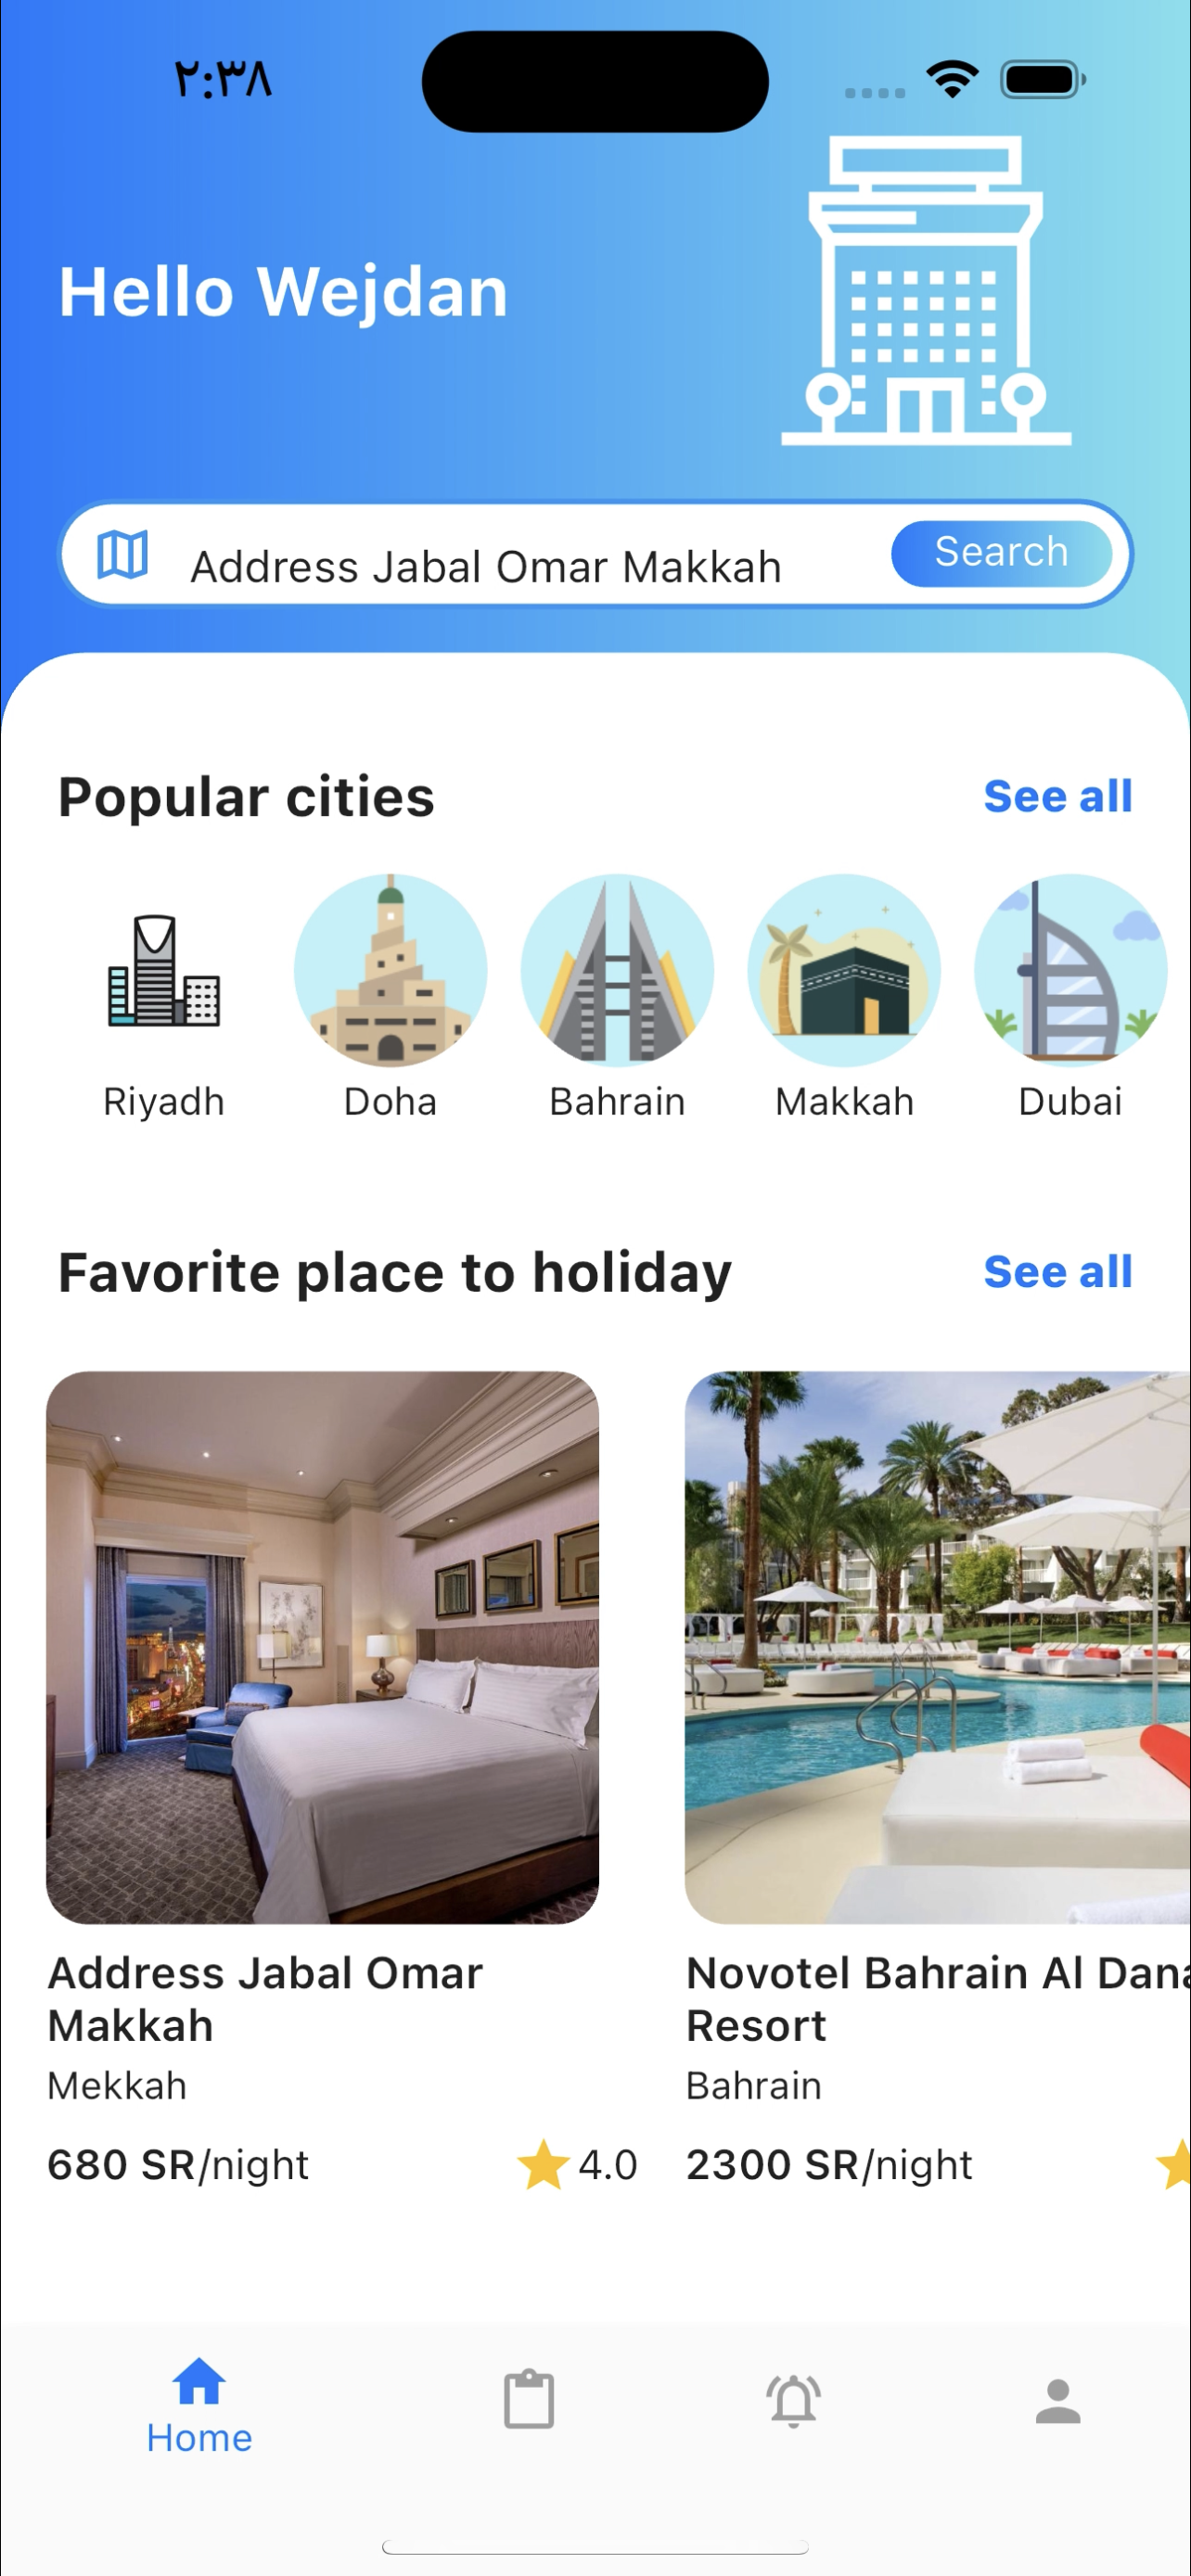 ٢:٣٨
Hello Wejdan
Address Jabal Omar Makkah
Search
Popular cities
See all
Riyadh
Doha
Bahrain
Makkah
Dubai
Favorite place to holiday
See all
Address Jabal Omar
Makkah
Mekkah
680 SR/night
4.0
Novotel Bahrain Al Dana
Resort
Bahrain
2300 SR/night
Home